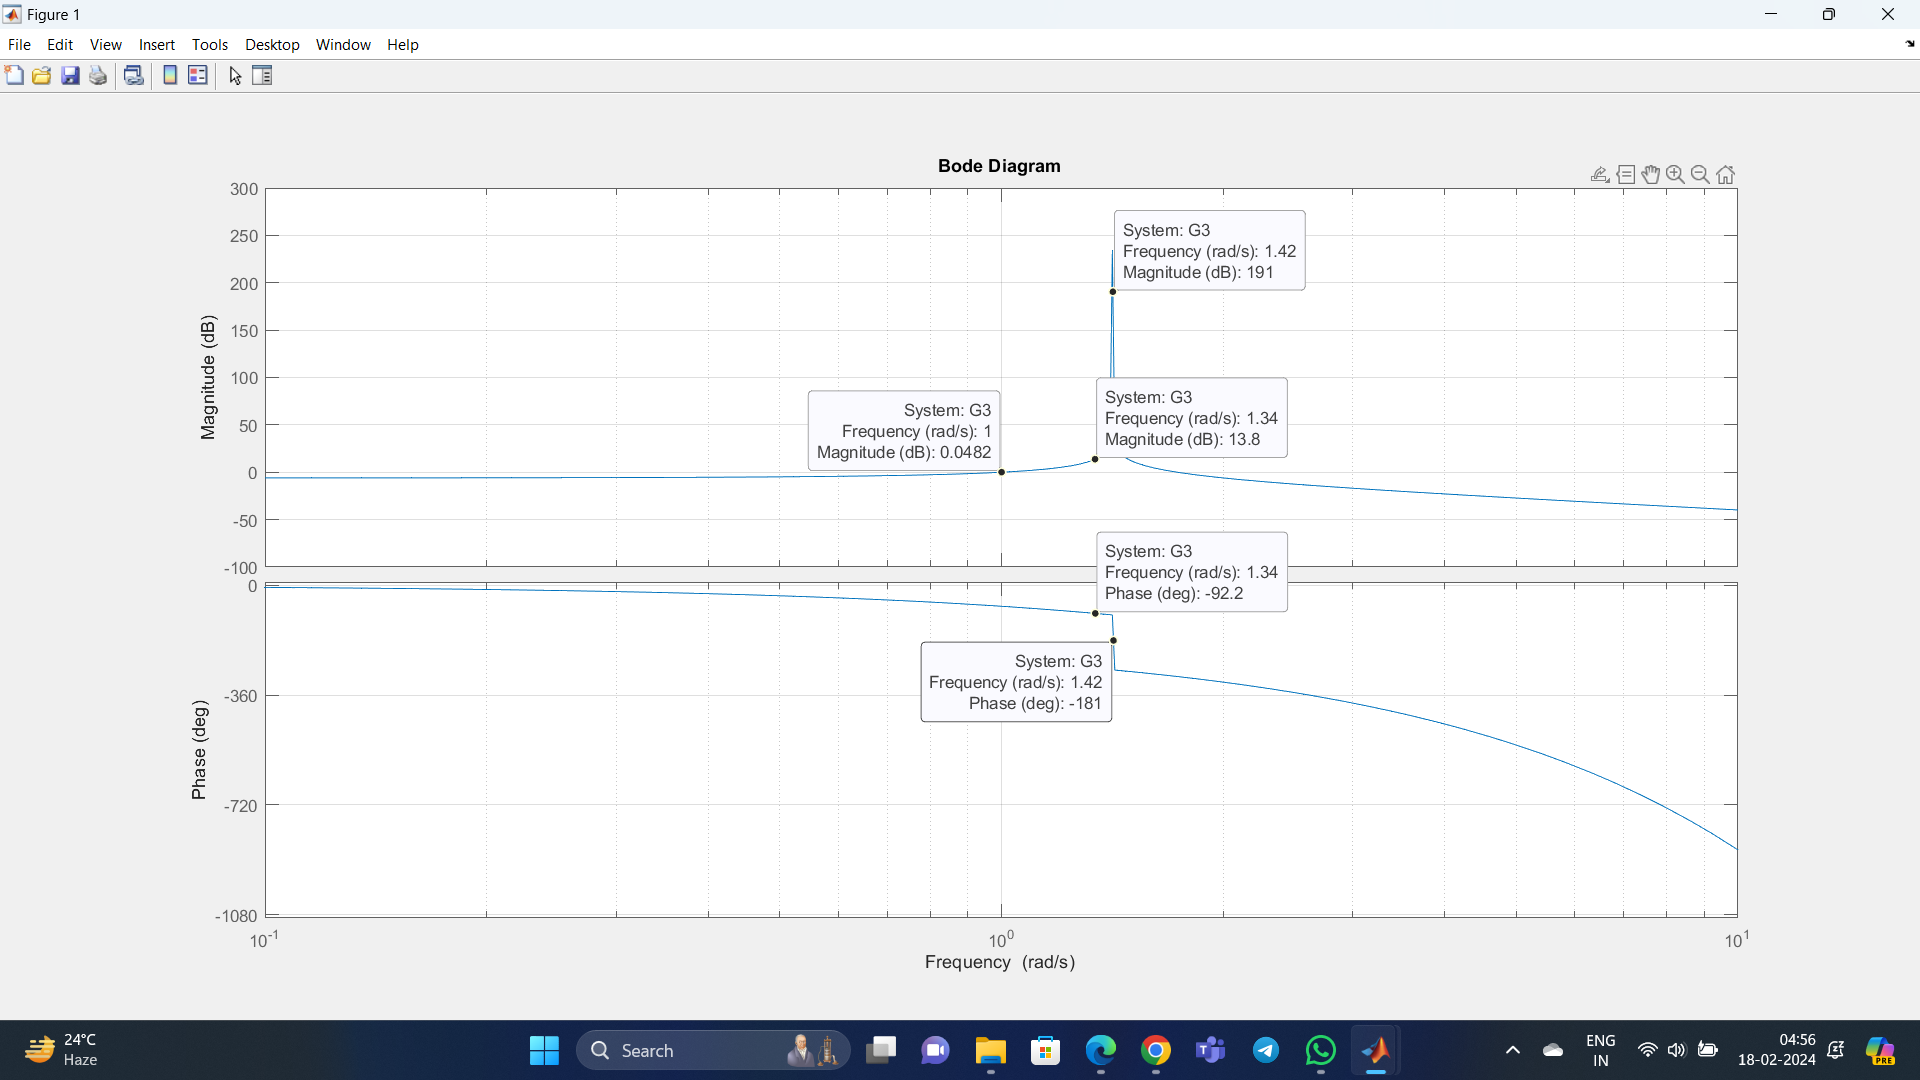 Figure 1
File Edit View Insert Tools Desktop Window Help
Bode Diagram
300
250
200
150
100
50
0
-50
-100
Magnitude (dB)
System: G3
Frequency (rad/s): 1.42
Magnitude (dB): 191
System: G3
Frequency (rad/s): 1
Magnitude (dB): 0.0482
System: G3
Frequency (rad/s): 1.34
Magnitude (dB): 13.8
0
-360
-720
-1080
Phase (deg)
System: G3
Frequency (rad/s): 1.34
Phase (deg): -92.2
System: G3
Frequency (rad/s): 1.42
Phase (deg): -181
10-1 100 101
Frequency (rad/s)
24°C
Haze
Search
ENG
IN
04:56
18-02-2024
PRE